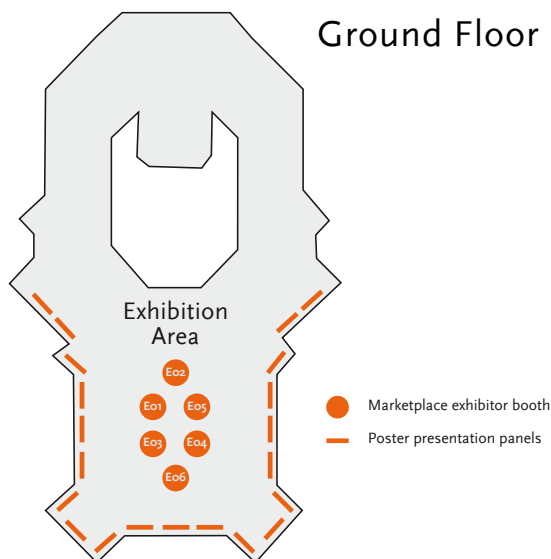 Ground Floor
Exhibition
Area
E02
E01
E05
E03
E04
E06
Marketplace exhibitor booth
Poster presentation panels